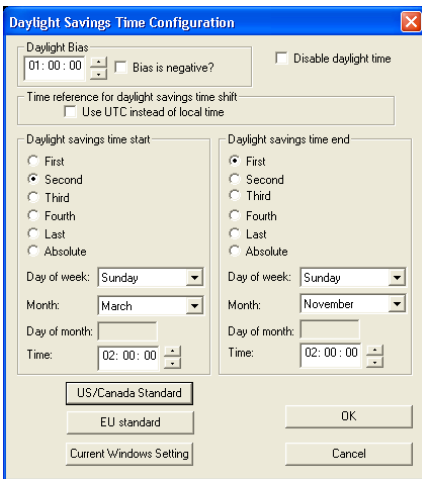 Daylight Savings Time Configuration
Daylight Bias
01: 00: 00
Bias is negative?
Disable daylight time
Time reference for daylight savings time shift
Use UTC instead of local time
Daylight savings time start
First
Second
Third
Fourth
Last
Absolute
Day of week: Sunday
Month: March
Day of month:
Time: 02: 00: 00
Daylight savings time end
First
Second
Third
Fourth
Last
Absolute
Day of week: Sunday
Month: November
Day of month:
Time: 02: 00: 00
US/Canada Standard
EU standard
Current Windows Setting
OK
Cancel